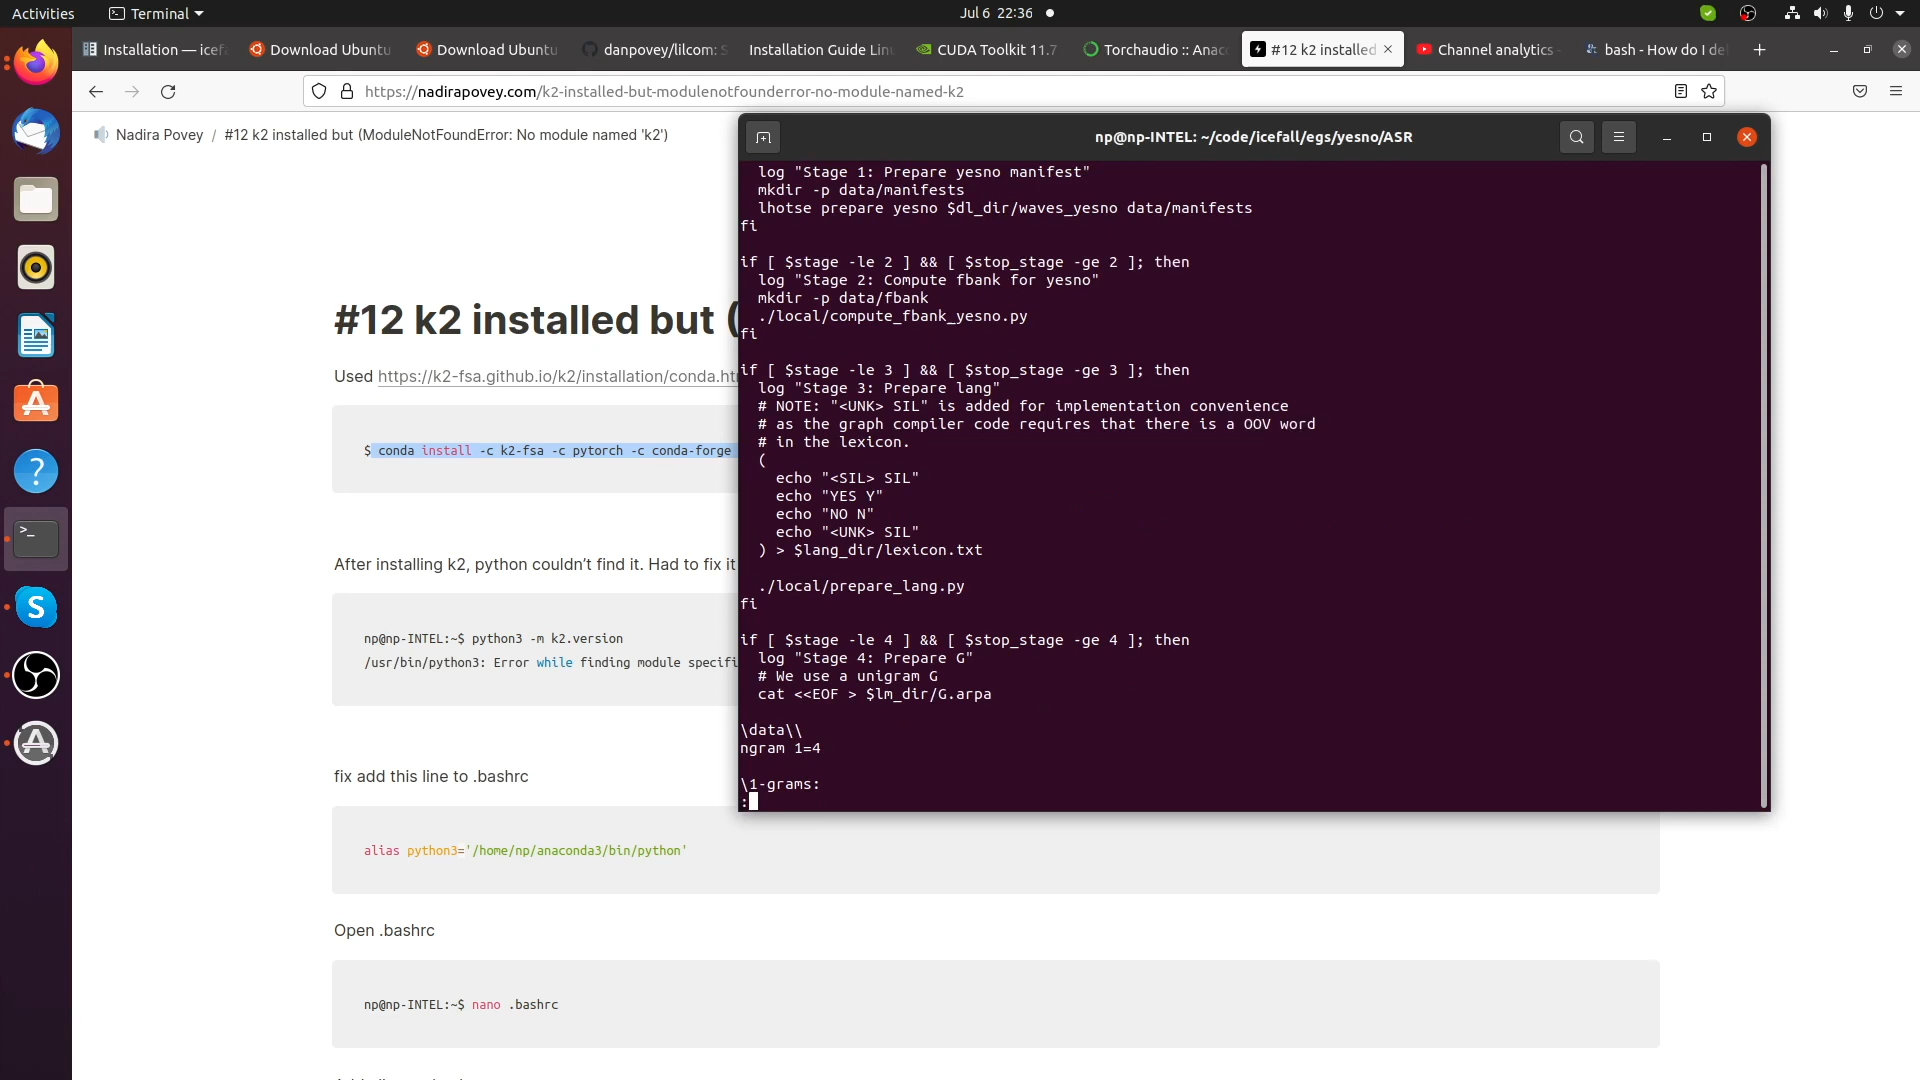 Activities
Terminal
Jul 6 22:36
Installation — icef
Download Ubuntu
Download Ubuntu
danpovey/lilcom: S
Installation Guide Lin
CUDA Toolkit 11.7
Torchaudio :: Anac
#12 k2 installed
Channel analytics -
bash - How do I de
https://nadirapovey.com/k2-installed-but-modulenotfounderror-no-module-named-k2
Nadira Povey / #12 k2 installed but (ModuleNotFoundError: No module named 'k2')
#12 k2 installed but (
Used https://k2-fsa.github.io/k2/installation/conda.ht
$ conda install -c k2-fsa -c pytorch -c conda-forge
After installing k2, python couldn’t find it. Had to fix it
np@np-INTEL:~$ python3 -m k2.version
/usr/bin/python3: Error while finding module specifi
fix add this line to .bashrc
alias python3='/home/np/anaconda3/bin/python'
Open .bashrc
np@np-INTEL:~$ nano .bashrc
np@np-INTEL: ~/code/icefall/egs/yesno/ASR
log "Stage 1: Prepare yesno manifest"
mkdir -p data/manifests
lhotse prepare yesno $dl_dir/waves_yesno data/manifests
fi
if [ $stage -le 2 ] && [ $stop_stage -ge 2 ]; then
log "Stage 2: Compute fbank for yesno"
mkdir -p data/fbank
./local/compute_fbank_yesno.py
fi
if [ $stage -le 3 ] && [ $stop_stage -ge 3 ]; then
log "Stage 3: Prepare lang"
# NOTE: "<UNK> SIL" is added for implementation convenience
# as the graph compiler code requires that there is a OOV word
# in the lexicon.
(
echo "<SIL> SIL"
echo "YES Y"
echo "NO N"
echo "<UNK> SIL"
) > $lang_dir/lexicon.txt
./local/prepare_lang.py
fi
if [ $stage -le 4 ] && [ $stop_stage -ge 4 ]; then
log "Stage 4: Prepare G"
# We use a unigram G
cat <<EOF > $lm_dir/G.arpa
\data\\
ngram 1=4
\1-grams:
: